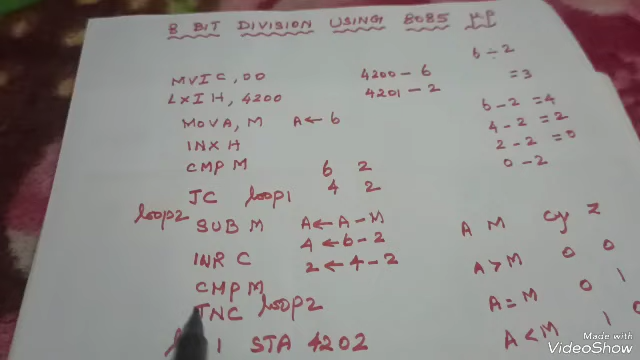 8 BIT DIVISION USING 8085 μP
6 ÷ 2
MVI C, 00 4200 - 6 = 3
LXI H, 4200 4201 - 2
MOV A, M A ← 6 6 - 2 = 4
INX H 4 - 2 = 2
CMP M 6 2 2 - 2 = 0
4 2 0 - 2
JC loop1
loop2 SUB M A ← A - M A M Cy Z
4 ← 6 - 2
INR C 2 ← 4 - 2 A > M 0 0
CMP M
JNC loop2 A = M 0 1
1 STA 4202 A < M 1 0
Made with
VideoShow